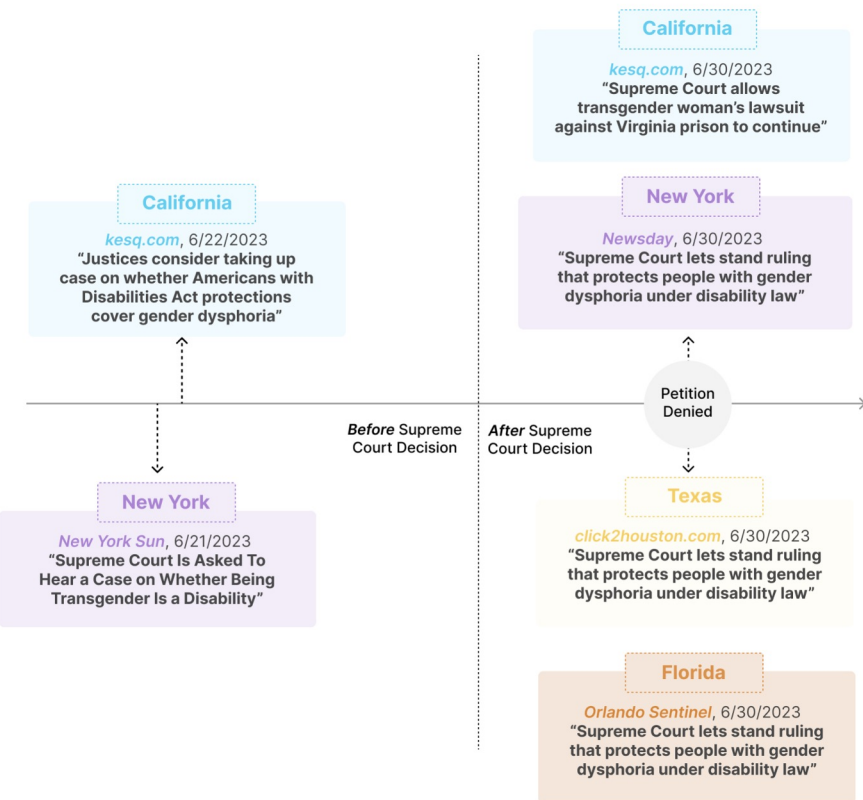 California
kesq.com, 6/30/2023
“Supreme Court allows
transgender woman’s lawsuit
against Virginia prison to continue”
California
kesq.com, 6/22/2023
“Justices consider taking up
case on whether Americans with
Disabilities Act protections
cover gender dysphoria”
New York
Newsday, 6/30/2023
“Supreme Court lets stand ruling
that protects people with gender
dysphoria under disability law”
Petition
Denied
Before Supreme
Court Decision
After Supreme
Court Decision
New York
New York Sun, 6/21/2023
“Supreme Court Is Asked To
Hear a Case on Whether Being
Transgender Is a Disability”
Texas
click2houston.com, 6/30/2023
“Supreme Court lets stand ruling
that protects people with gender
dysphoria under disability law”
Florida
Orlando Sentinel, 6/30/2023
“Supreme Court lets stand ruling
that protects people with gender
dysphoria under disability law”